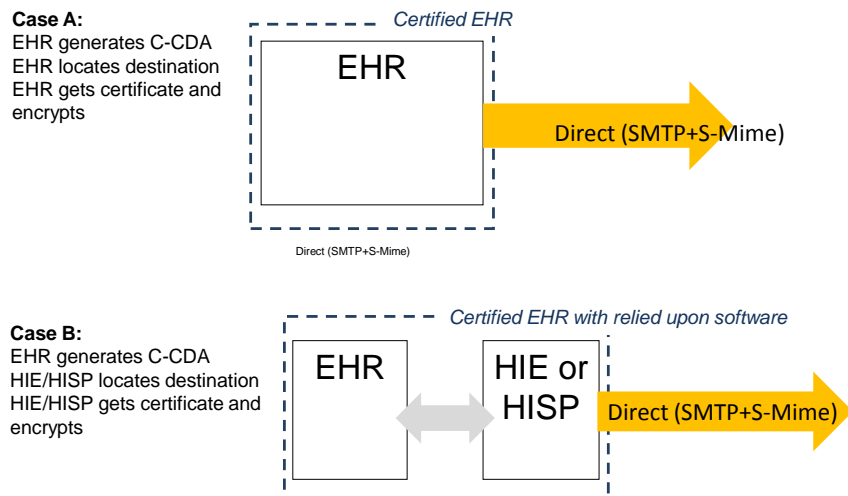 Case A:
EHR generates C-CDA
EHR locates destination
EHR gets certificate and
encrypts
Certified EHR
EHR
Direct (SMTP+S-Mime)
Direct (SMTP+S-Mime)
Case B:
EHR generates C-CDA
HIE/HISP locates destination
HIE/HISP gets certificate and
encrypts
Certified EHR with relied upon software
EHR
HIE or
HISP
Direct (SMTP+S-Mime)